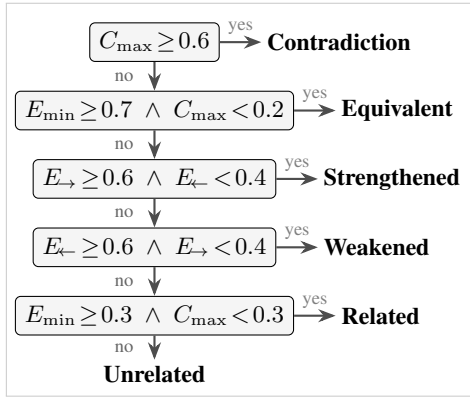 C_max ≥ 0.6 yes Contradiction
no
E_min ≥ 0.7 ∧ C_max < 0.2 yes Equivalent
no
E_→ ≥ 0.6 ∧ E_← < 0.4 yes Strengthened
no
E_← ≥ 0.6 ∧ E_→ < 0.4 yes Weakened
no
E_min ≥ 0.3 ∧ C_max < 0.3 yes Related
no
Unrelated